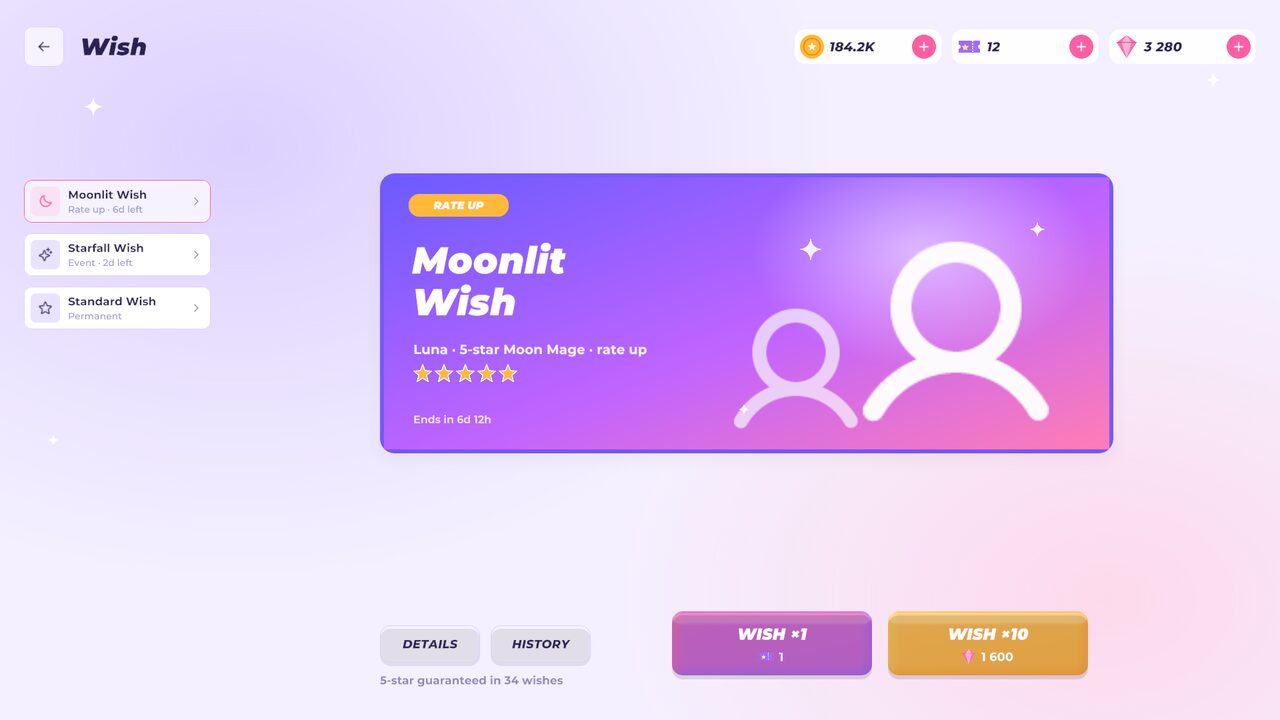 Wish
184.2K
12
3 280
Moonlit Wish
Rate up · 6d left
Starfall Wish
Event · 2d left
Standard Wish
Permanent
RATE UP
Moonlit
Wish
Luna · 5-star Moon Mage · rate up
Ends in 6d 12h
DETAILS
HISTORY
5-star guaranteed in 34 wishes
WISH ×1
1
WISH ×10
1 600